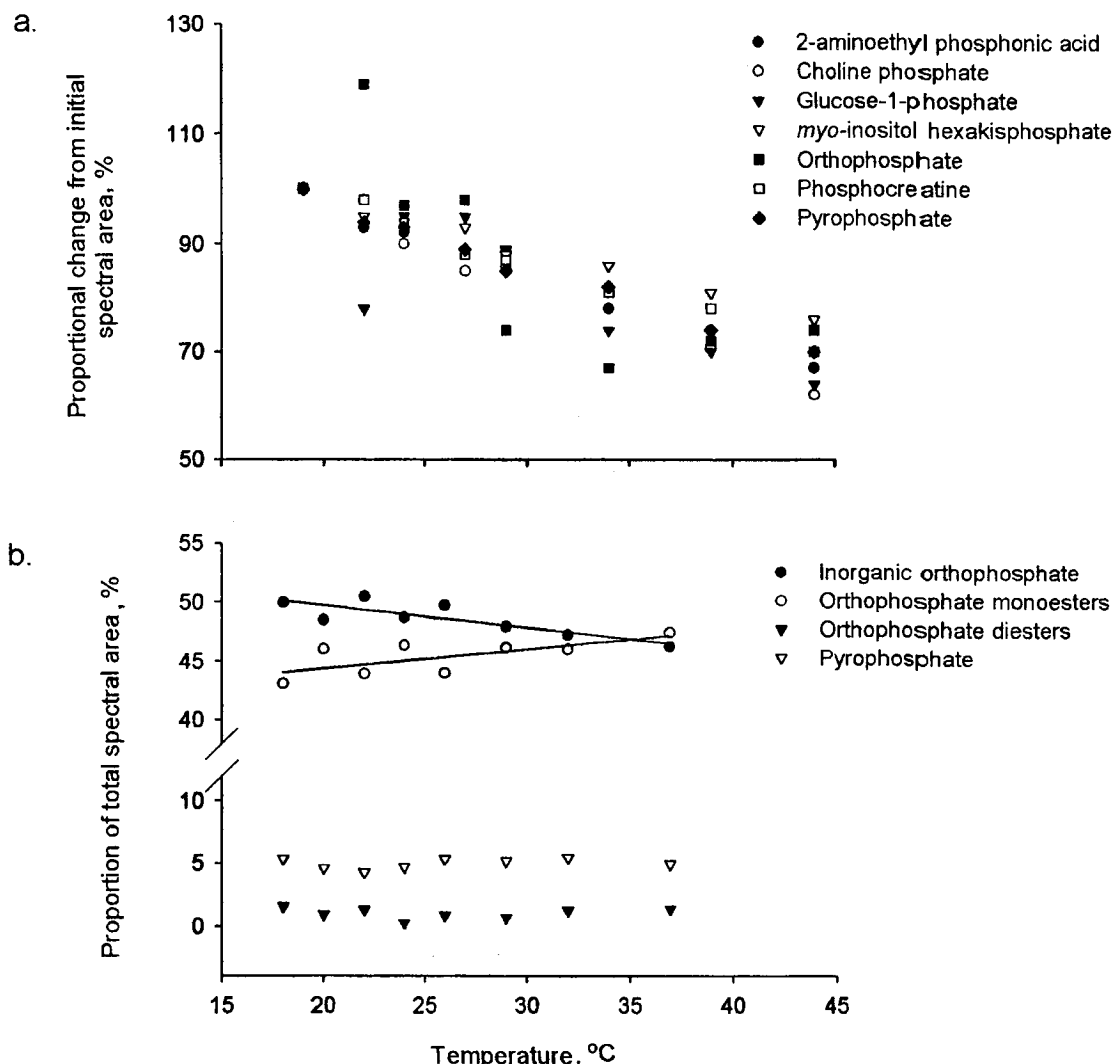 a.
130
110
90
70
50
Proportional change from initial
spectral area, %
2-aminoethyl phosphonic acid
Choline phosphate
Glucose-1-phosphate
myo-inositol hexakisphosphate
Orthophosphate
Phosphocreatine
Pyrophosphate
b.
55
50
45
40
10
5
0
Proportion of total spectral area, %
Inorganic orthophosphate
Orthophosphate monoesters
Orthophosphate diesters
Pyrophosphate
15 20 25 30 35 40 45
Temperature, °C